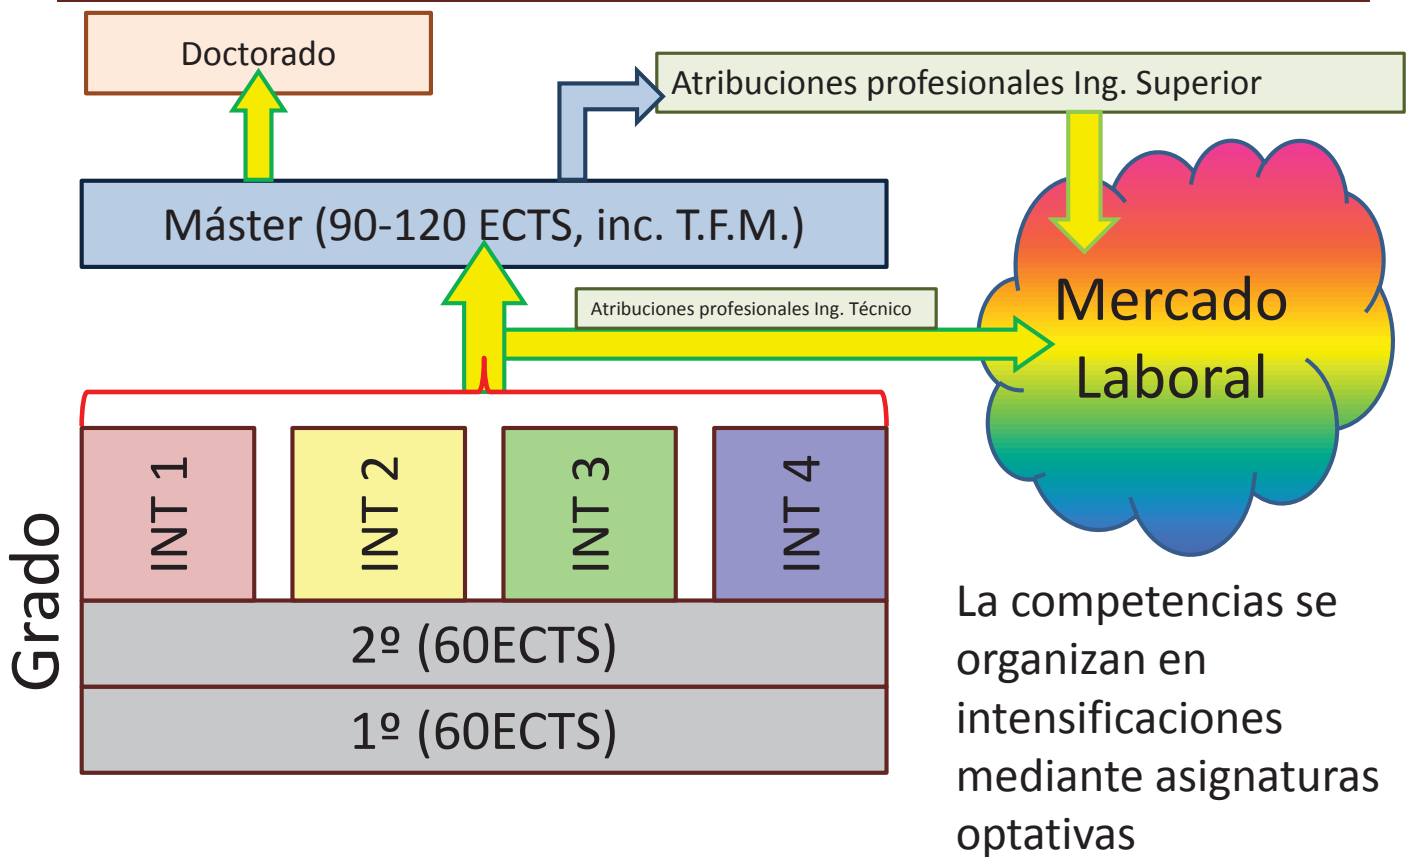 Doctorado
Atribuciones profesionales Ing. Superior
Máster (90-120 ECTS, inc. T.F.M.)
Atribuciones profesionales Ing. Técnico
Mercado
Laboral
INT 1
INT 2
INT 3
INT 4
Grado
2º (60ECTS)
1º (60ECTS)
La competencias se
organizan en
intensificaciones
mediante asignaturas
optativas